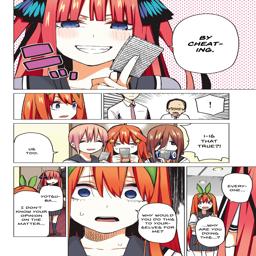 BY
CHEAT-
ING.
!
US
TOO.
I-IS
THAT
TRUE?!
EVERY-
ONE...
WHY
ARE YOU
DOING
THIS...?
WHY WOULD
YOU DO THIS
TO YOUR-
SELVES FOR
ME?
YOTSU-
BA...
I DON'T
KNOW YOUR
OPINION
ON THE
MATTER...